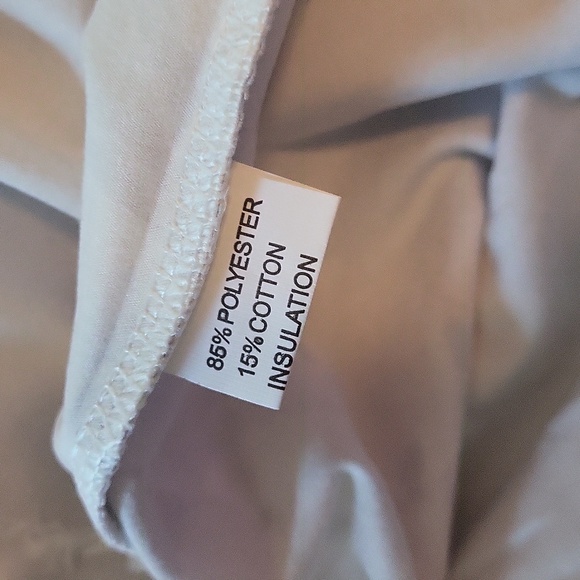 85% POLYESTER
15% COTTON
INSULATION